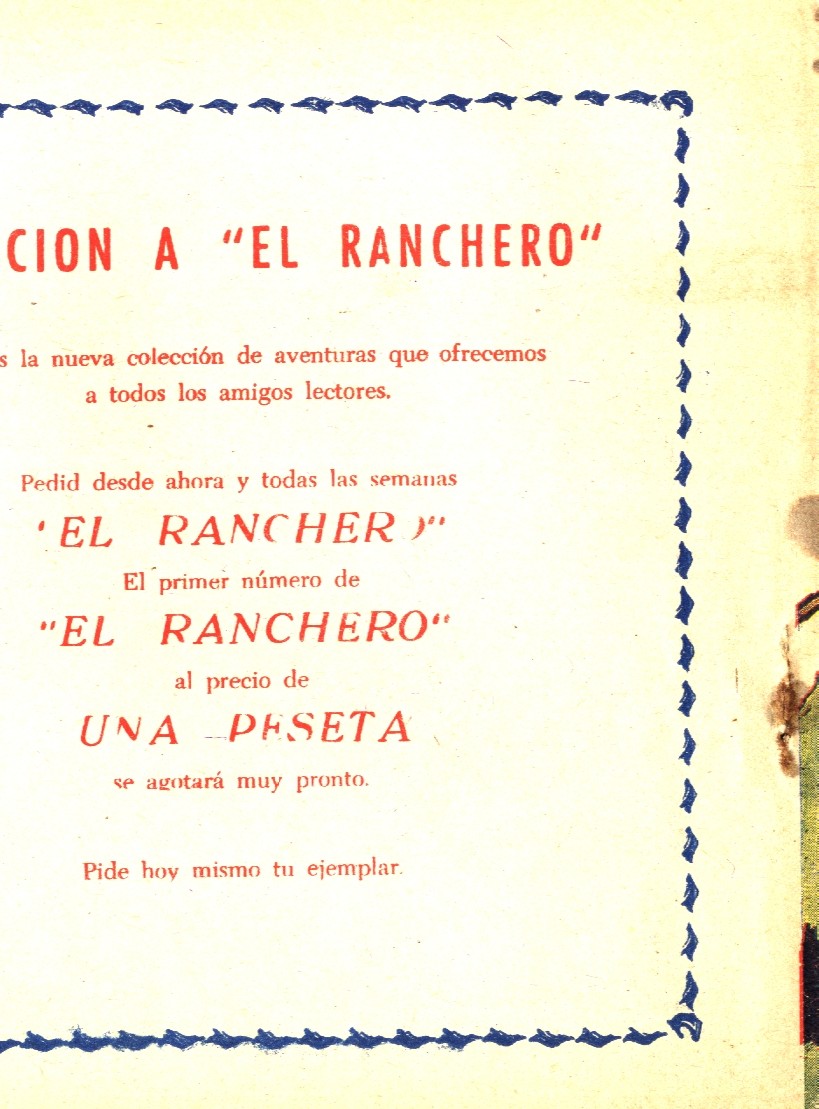 CION A "EL RANCHERO"
s la nueva colección de aventuras que ofrecemos
a todos los amigos lectores.
Pedid desde ahora y todas las semanas
"EL RANCHERO"
El primer número de
"EL RANCHERO"
al precio de
UNA PESETA
se agotará muy pronto.
Pide hoy mismo tu ejemplar.